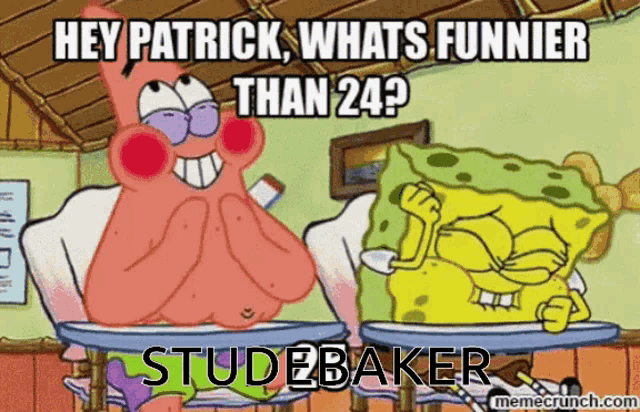 HEY PATRICK, WHATS FUNNIER
THAN 24?
STUDEBAKER
memecrunch.com